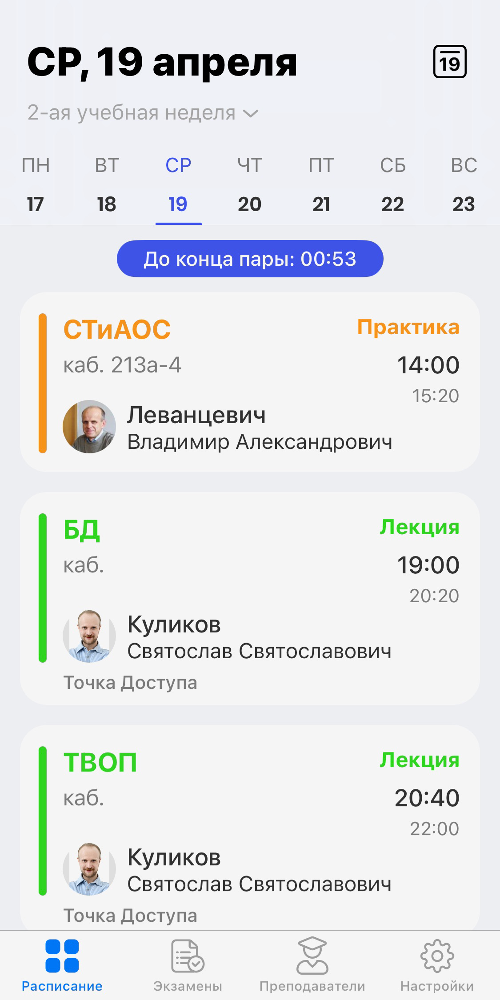 СР, 19 апреля
19
2-ая учебная неделя
ПН ВТ СР ЧТ ПТ СБ ВС
17 18 19 20 21 22 23
До конца пары: 00:53
СТиАОС
Практика
каб. 213а-4
14:00
15:20
Леванцевич
Владимир Александрович
БД
Лекция
каб.
19:00
20:20
Куликов
Святослав Святославович
Точка Доступа
ТВОП
Лекция
каб.
20:40
22:00
Куликов
Святослав Святославович
Точка Доступа
Расписание Экзамены Преподаватели Настройки